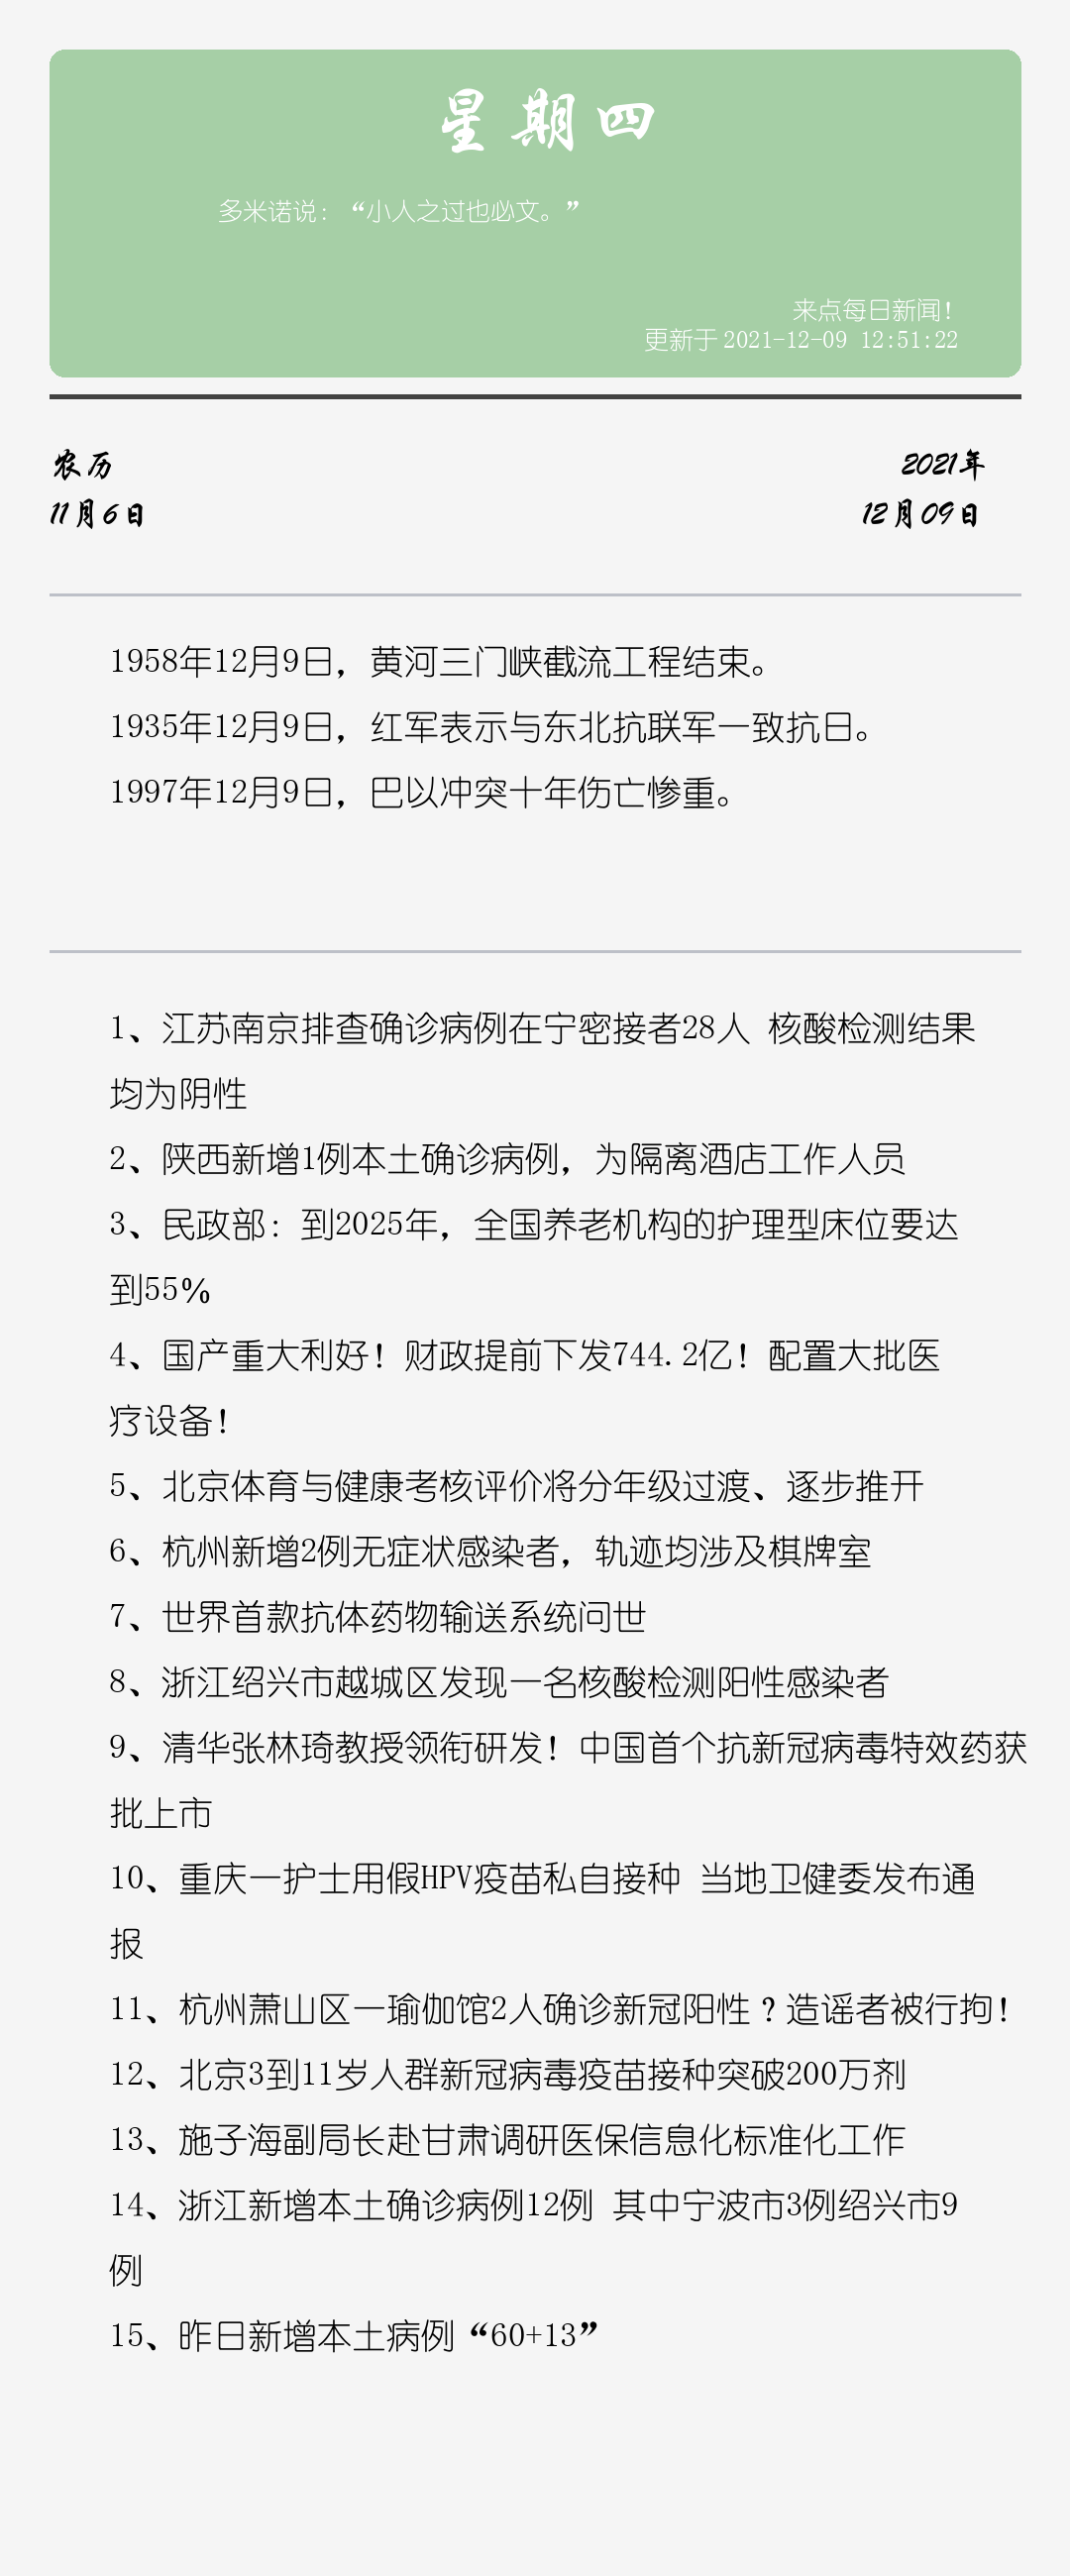 星期四
多米诺说：“小人之过也必文。”
来点每日新闻！
更新于 2021-12-09 12:51:22
农历
11月6日
2021年
12月09日
1958年12月9日，黄河三门峡截流工程结束。
1935年12月9日，红军表示与东北抗联军一致抗日。
1997年12月9日，巴以冲突十年伤亡惨重。
1、江苏南京排查确诊病例在宁密接者28人 核酸检测结果
均为阴性
2、陕西新增1例本土确诊病例，为隔离酒店工作人员
3、民政部：到2025年，全国养老机构的护理型床位要达
到55%
4、国产重大利好！财政提前下发744.2亿！配置大批医
疗设备！
5、北京体育与健康考核评价将分年级过渡、逐步推开
6、杭州新增2例无症状感染者，轨迹均涉及棋牌室
7、世界首款抗体药物输送系统问世
8、浙江绍兴市越城区发现一名核酸检测阳性感染者
9、清华张林琦教授领衔研发！中国首个抗新冠病毒特效药获
批上市
10、重庆一护士用假HPV疫苗私自接种 当地卫健委发布通
报
11、杭州萧山区一瑜伽馆2人确诊新冠阳性？造谣者被行拘！
12、北京3到11岁人群新冠病毒疫苗接种突破200万剂
13、施子海副局长赴甘肃调研医保信息化标准化工作
14、浙江新增本土确诊病例12例 其中宁波市3例绍兴市9
例
15、昨日新增本土病例“60+13”